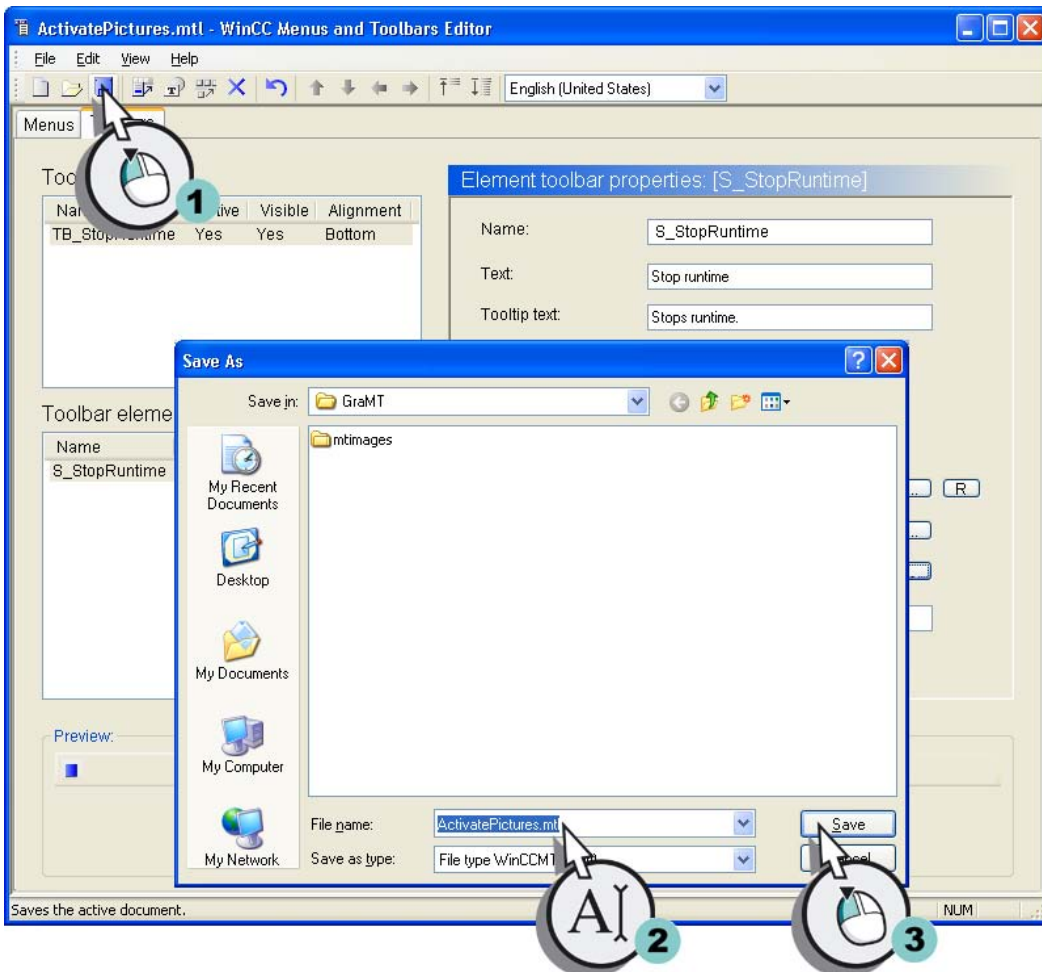 ActivatePictures.mtl - WinCC Menus and Toolbars Editor
File Edit View Help
English (United States)
Menus
Element toolbar properties: [S_StopRuntime]
Visible Alignment
Yes Yes Bottom
Name: S_StopRuntime
Text: Stop runtime
Tooltip text: Stops runtime.
1
Save As
Save in: GraMT
mtimages
My Recent Documents
Desktop
My Documents
My Computer
My Network
Toolbar
Name
S_StopRuntime
R
Preview:
File name: ActivatePictures.mtl
Save
Save as type: File type WinCCMT
Saves the active document.
NUM
A
2
3